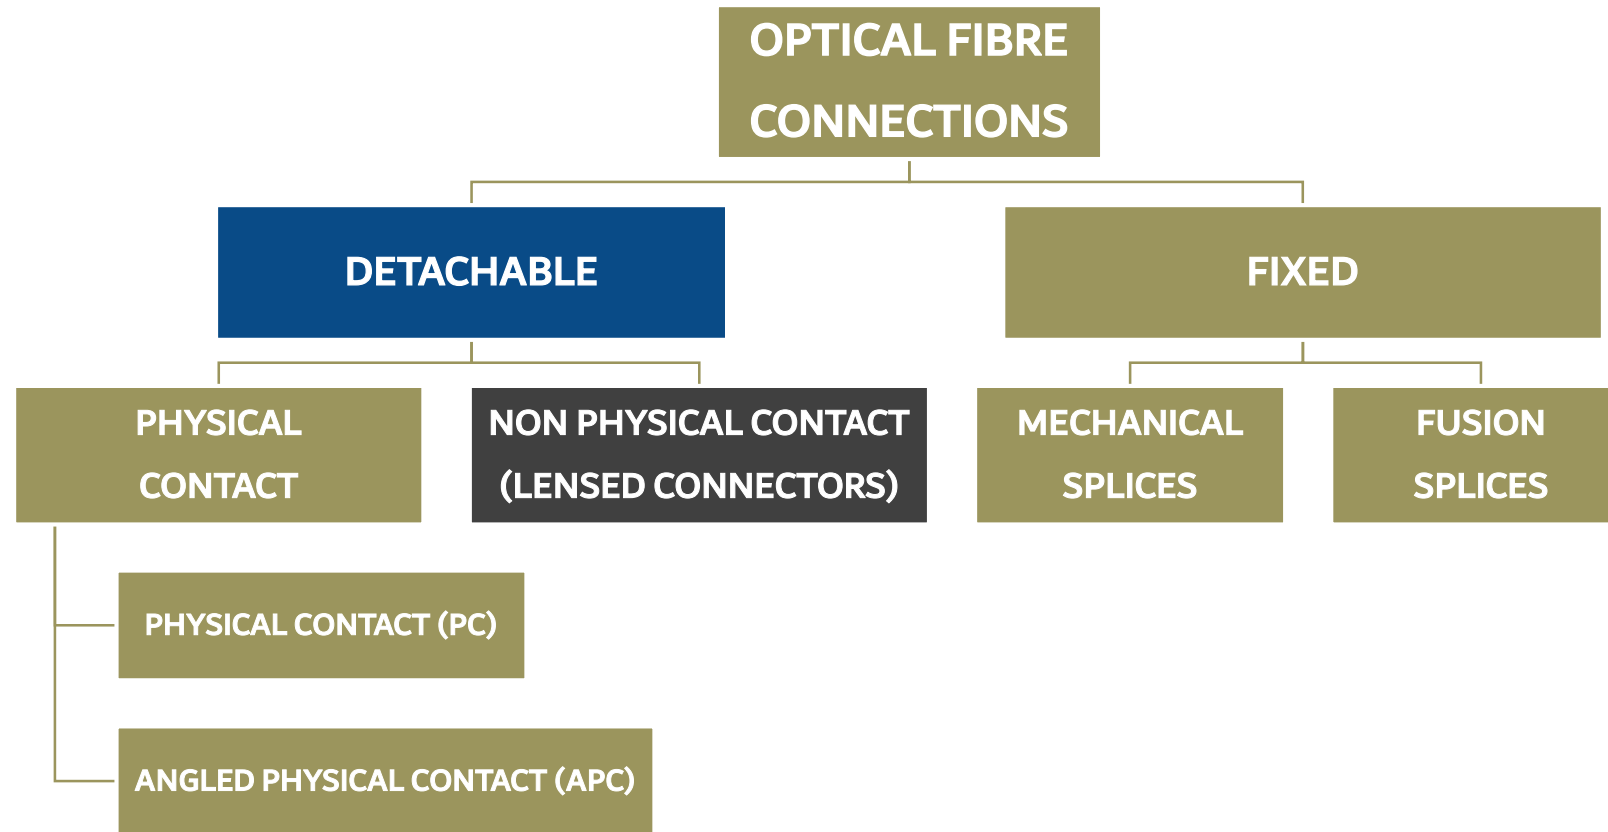 OPTICAL FIBRE
CONNECTIONS
DETACHABLE
FIXED
PHYSICAL
CONTACT
NON PHYSICAL CONTACT
(LENSED CONNECTORS)
MECHANICAL
SPLICES
FUSION
SPLICES
PHYSICAL CONTACT (PC)
ANGLED PHYSICAL CONTACT (APC)